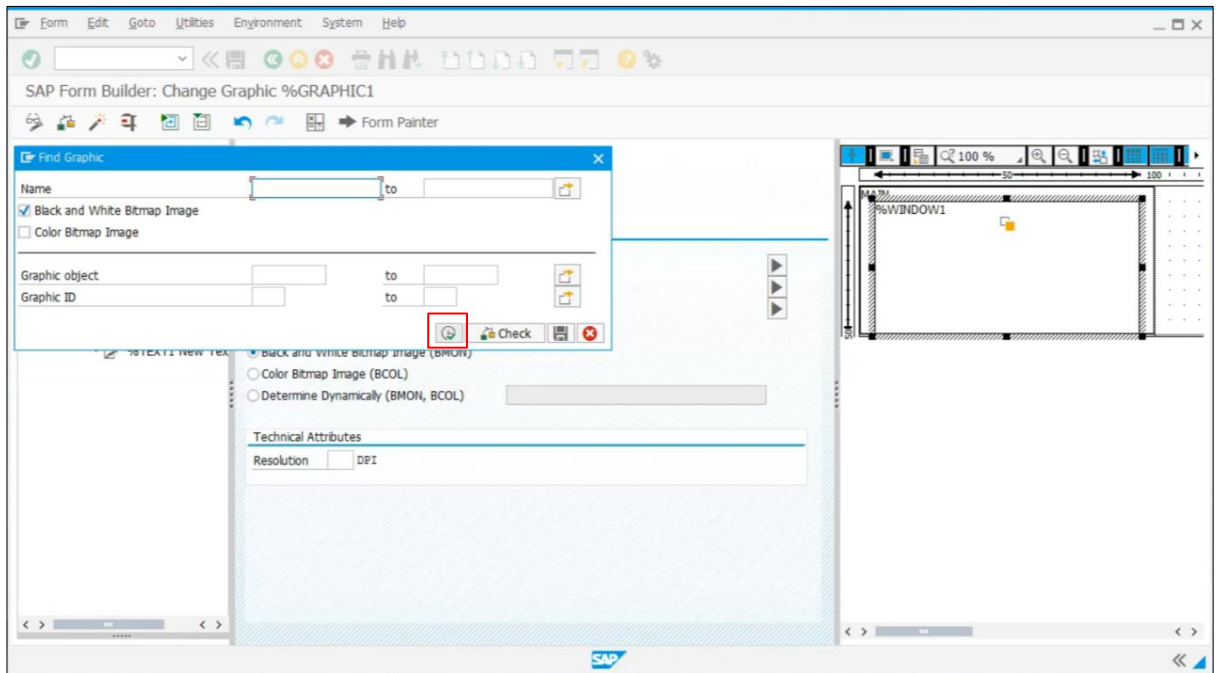 Form Edit Goto Utilities Environment System Help
SAP Form Builder: Change Graphic %GRAPHIC1
Form Painter
Find Graphic
Name to
Black and White Bitmap Image
Color Bitmap Image
Graphic object to
Graphic ID to
Check
%TEXT1 New Tex
Black and White Bitmap Image (BMON)
Color Bitmap Image (BCOL)
Determine Dynamically (BMON, BCOL)
Technical Attributes
Resolution DPI
100 %
50 100
MAIN
%WINDOW1
50
SAP